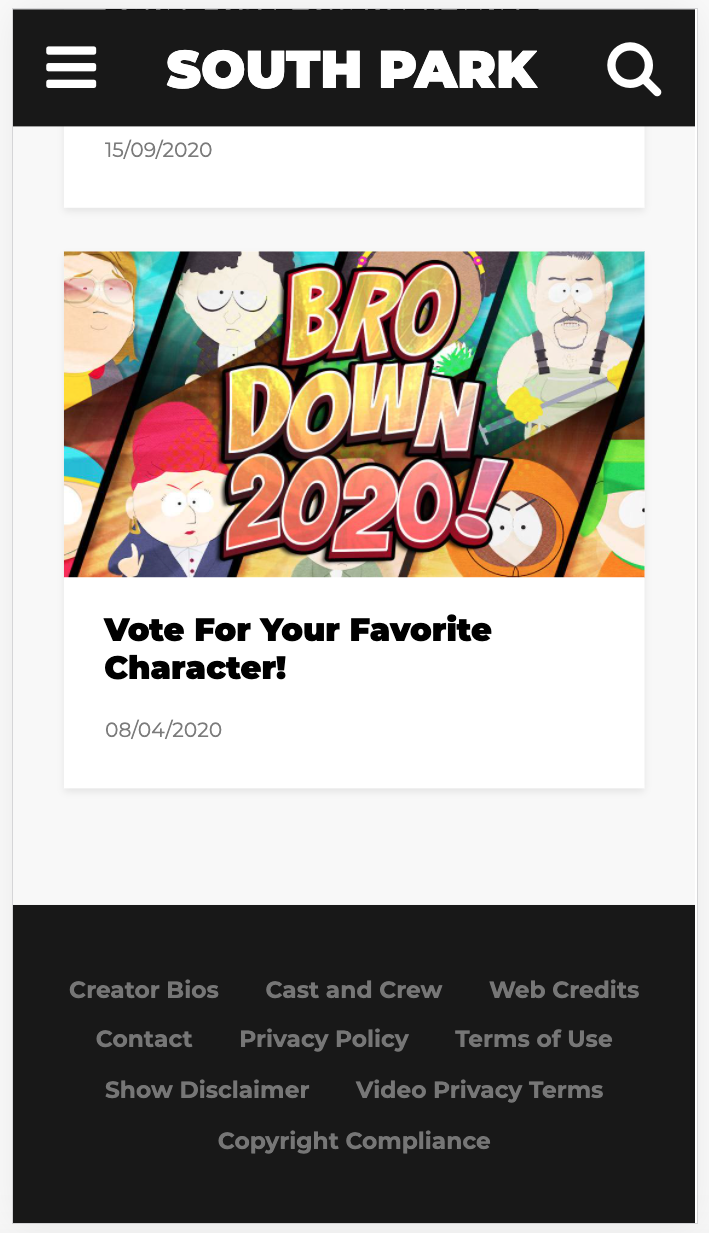 SOUTH PARK
15/09/2020
BRO
DOWN
2020!
Vote For Your Favorite
Character!
08/04/2020
Creator Bios Cast and Crew Web Credits
Contact Privacy Policy Terms of Use
Show Disclaimer Video Privacy Terms
Copyright Compliance